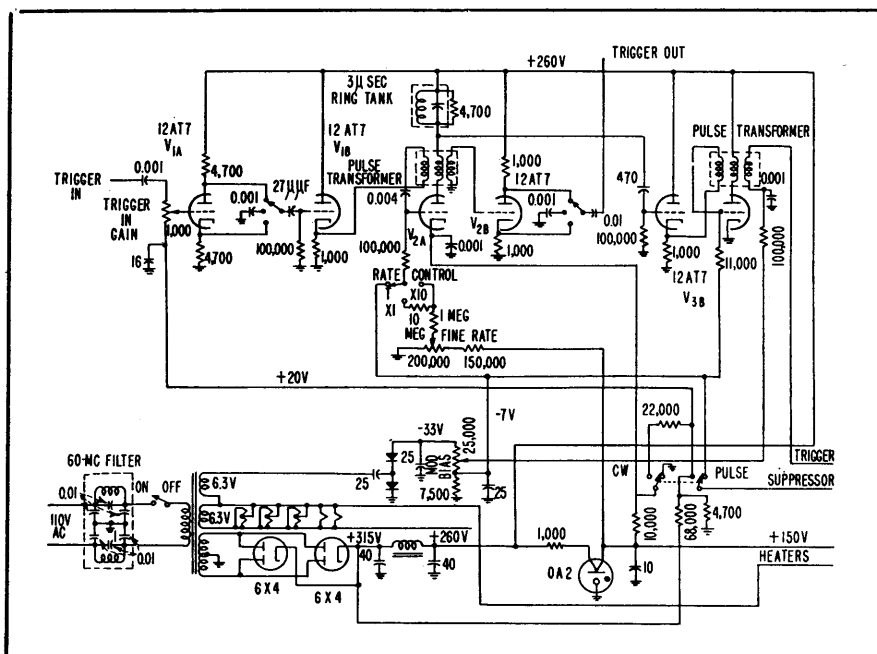 TRIGGER OUT
+260V
3μ SEC
RING TANK
4,700
12AT7
V1A
12 AT7
V1B
PULSE TRANSFORMER
0.001
4,700
27μμF
PULSE
TRANSFORMER
1,000
12AT7
470
0.001
TRIGGER
IN
TRIGGER
IN
GAIN
0.001
0.004
0.001
0.01
1,000
4,700
100,000
1,000
V2A
0.001
V2B
1,000
100,000
1,000
12AT7
V3B
11,000
100,000
16
100,000
RATE CONTROL
X1
X10
10
MEG
1 MEG
FINE RATE
200,000
150,000
+20V
-7V
22,000
-33V
25,000
MOD
BIAS
25
25
7,500
25
CW
PULSE
TRIGGER
SUPPRESSOR
60-MC FILTER
ON
OFF
0.01
110V
AC
0.01
6.3V
6.3V
10,000
68,000
4,700
+315V
+260V
1,000
+150V
40
40
OA2
10
HEATERS
6X4
6X4